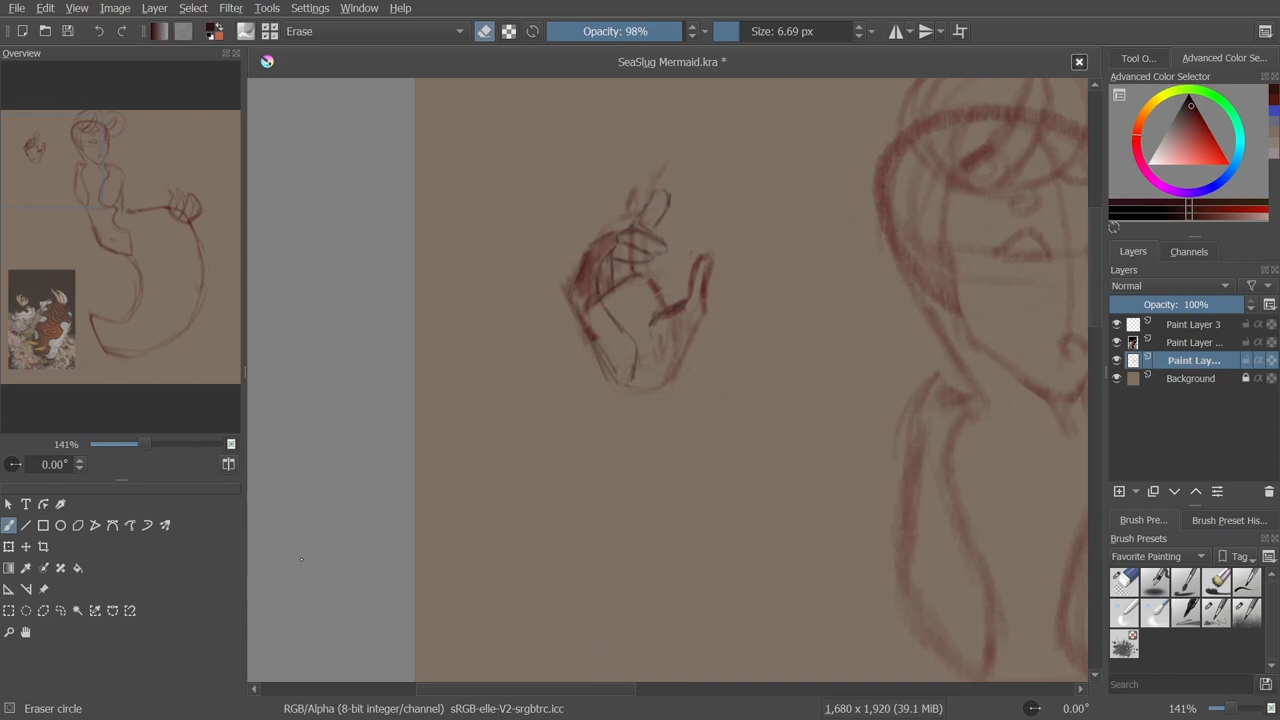 File Edit View Image Layer Select Filter Tools Settings Window Help
Erase Opacity: 98% Size: 6.69 px
Overview
SeaSlug Mermaid.kra *
Tool O... Advanced Color Se...
Advanced Color Selector
Layers Channels
Layers
Normal
Opacity: 100%
Paint Layer 3
Paint Layer ...
Paint Lay...
Background
141%
0.00°
Brush Pre... Brush Preset His...
Brush Presets
Favorite Painting Tag
Search
Eraser circle RGB/Alpha (8-bit integer/channel) sRGB-elle-V2-srgbtrc.icc 1,680 x 1,920 (39.1 MiB) 0.00° 141%